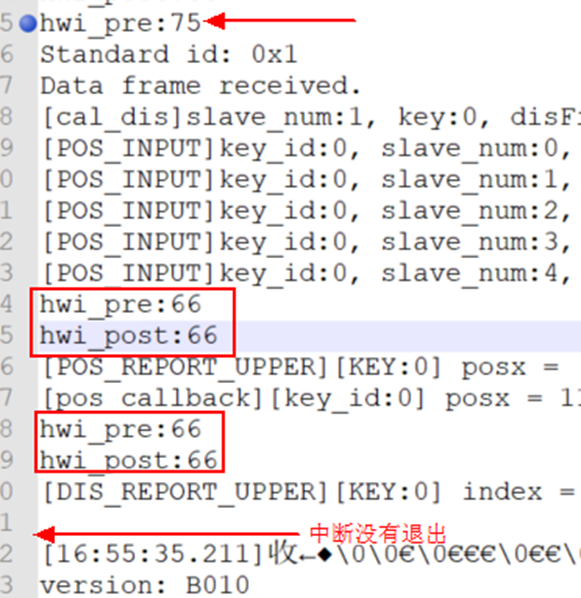 5 hwi_pre:75
6 Standard id: 0x1
7 Data frame received.
8 [cal_dis]slave_num:1, key:0, disFi
9 [POS_INPUT]key_id:0, slave_num:0,
0 [POS_INPUT]key_id:0, slave_num:1,
1 [POS_INPUT]key_id:0, slave_num:2,
2 [POS_INPUT]key_id:0, slave_num:3,
3 [POS_INPUT]key_id:0, slave_num:4,
4 hwi_pre:66
5 hwi_post:66
6 [POS_REPORT_UPPER][KEY:0] posx =
7 [pos_callback][key_id:0] posx = 11
8 hwi_pre:66
9 hwi_post:66
0 [DIS_REPORT_UPPER][KEY:0] index =
1 中断没有退出
2 [16:55:35.211]收←◆\0\0€\0€€€\0€€\0
3 version: B010